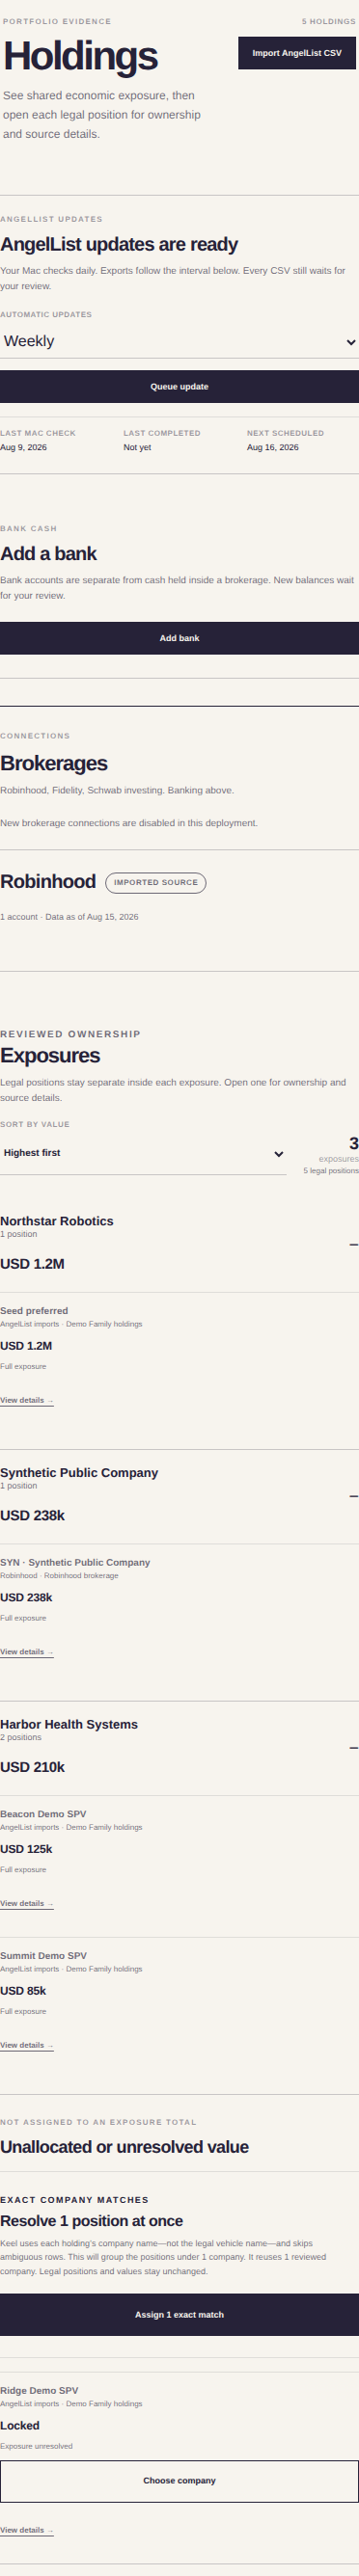 PORTFOLIO EVIDENCE
5 HOLDINGS
Holdings
Import AngelList CSV
See shared economic exposure, then
open each legal position for ownership
and source details.
ANGELLIST UPDATES
AngelList updates are ready
Your Mac checks daily. Exports follow the interval below. Every CSV still waits for
your review.
AUTOMATIC UPDATES
Weekly
Queue update
LAST MAC CHECK
LAST COMPLETED
NEXT SCHEDULED
Aug 9, 2026
Not yet
Aug 16, 2026
BANK CASH
Add a bank
Bank accounts are separate from cash held inside a brokerage. New balances wait
for your review.
Add bank
CONNECTIONS
Brokerages
Robinhood, Fidelity, Schwab investing. Banking above.
New brokerage connections are disabled in this deployment.
Robinhood
IMPORTED SOURCE
1 account · Data as of Aug 15, 2026
REVIEWED OWNERSHIP
Exposures
Legal positions stay separate inside each exposure. Open one for ownership and
source details.
SORT BY VALUE
Highest first
3
exposures
5 legal positions
Northstar Robotics
1 position
–
USD 1.2M
Seed preferred
AngelList imports · Demo Family holdings
USD 1.2M
Full exposure
View details →
Synthetic Public Company
1 position
–
USD 238k
SYN · Synthetic Public Company
Robinhood · Robinhood brokerage
USD 238k
Full exposure
View details →
Harbor Health Systems
2 positions
–
USD 210k
Beacon Demo SPV
AngelList imports · Demo Family holdings
USD 125k
Full exposure
View details →
Summit Demo SPV
AngelList imports · Demo Family holdings
USD 85k
Full exposure
View details →
NOT ASSIGNED TO AN EXPOSURE TOTAL
Unallocated or unresolved value
EXACT COMPANY MATCHES
Resolve 1 position at once
Keel uses each holding's company name—not the legal vehicle name—and skips
ambiguous rows. This will group the positions under 1 company. It reuses 1 reviewed
company. Legal positions and values stay unchanged.
Assign 1 exact match
Ridge Demo SPV
AngelList imports · Demo Family holdings
Locked
Exposure unresolved
Choose company
View details →